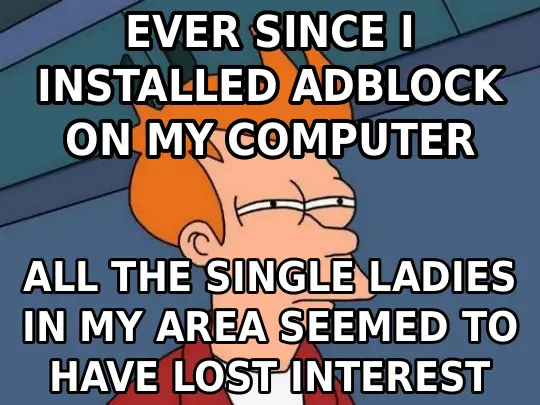 EVER SINCE I
INSTALLED ADBLOCK
ON MY COMPUTER
ALL THE SINGLE LADIES
IN MY AREA SEEMED TO
HAVE LOST INTEREST